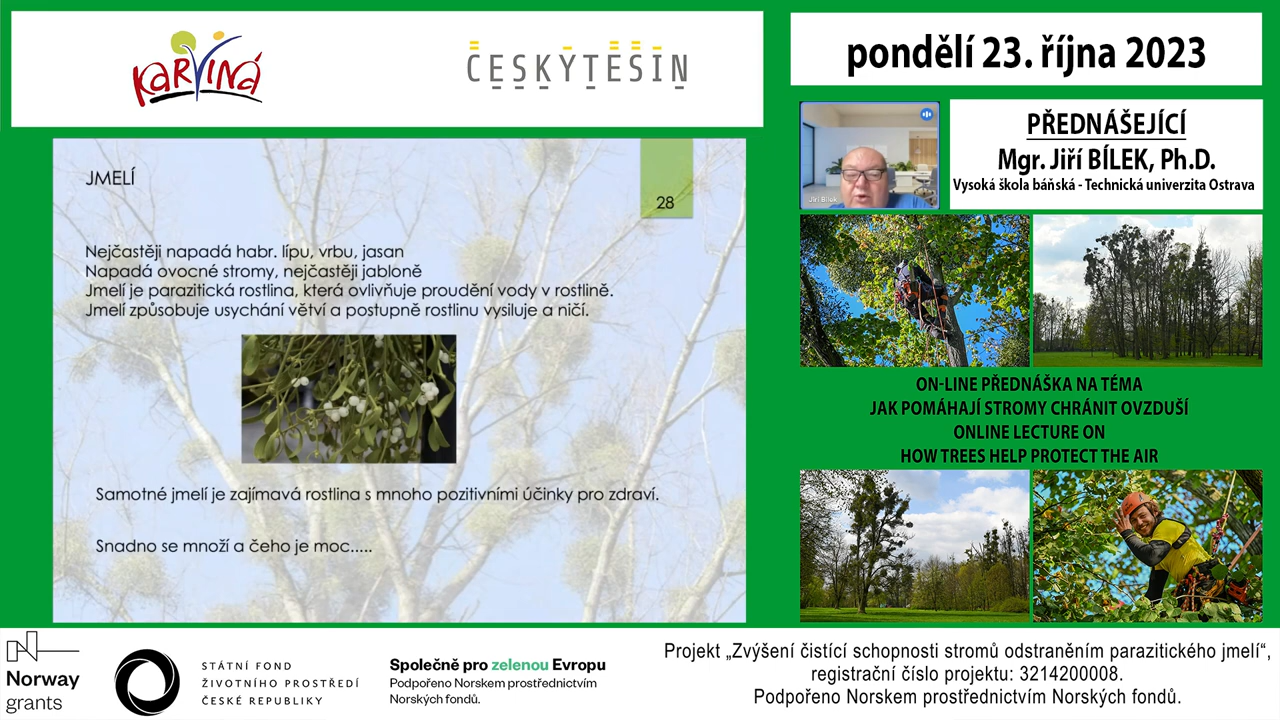 Karviná
ČESKÝ TĚŠÍN
pondělí 23. října 2023
PŘEDNÁŠEJÍCÍ
Mgr. Jiří BÍLEK, Ph.D.
Vysoká škola báňská - Technická univerzita Ostrava
Jiří Bílek
JMELÍ
28
Nejčastěji napadá habr. lípu, vrbu, jasan
Napadá ovocné stromy, nejčastěji jabloně
Jmelí je parazitická rostlina, která ovlivňuje proudění vody v rostlině.
Jmelí způsobuje usychání větví a postupně rostlinu vysiluje a ničí.
Samotné jmelí je zajímavá rostlina s mnoho pozitivními účinky pro zdraví.
Snadno se množí a čeho je moc.....
ON-LINE PŘEDNÁŠKA NA TÉMA
JAK POMÁHAJÍ STROMY CHRÁNIT OVZDUŠÍ
ONLINE LECTURE ON
HOW TREES HELP PROTECT THE AIR
Norway
grants
STÁTNÍ FOND
ŽIVOTNÍHO PROSTŘEDÍ
ČESKÉ REPUBLIKY
Společně pro zelenou Evropu
Podpořeno Norskem prostřednictvím
Norských fondů.
Projekt „Zvýšení čistící schopnosti stromů odstraněním parazitického jmelí“,
registrační číslo projektu: 3214200008.
Podpořeno Norskem prostřednictvím Norských fondů.